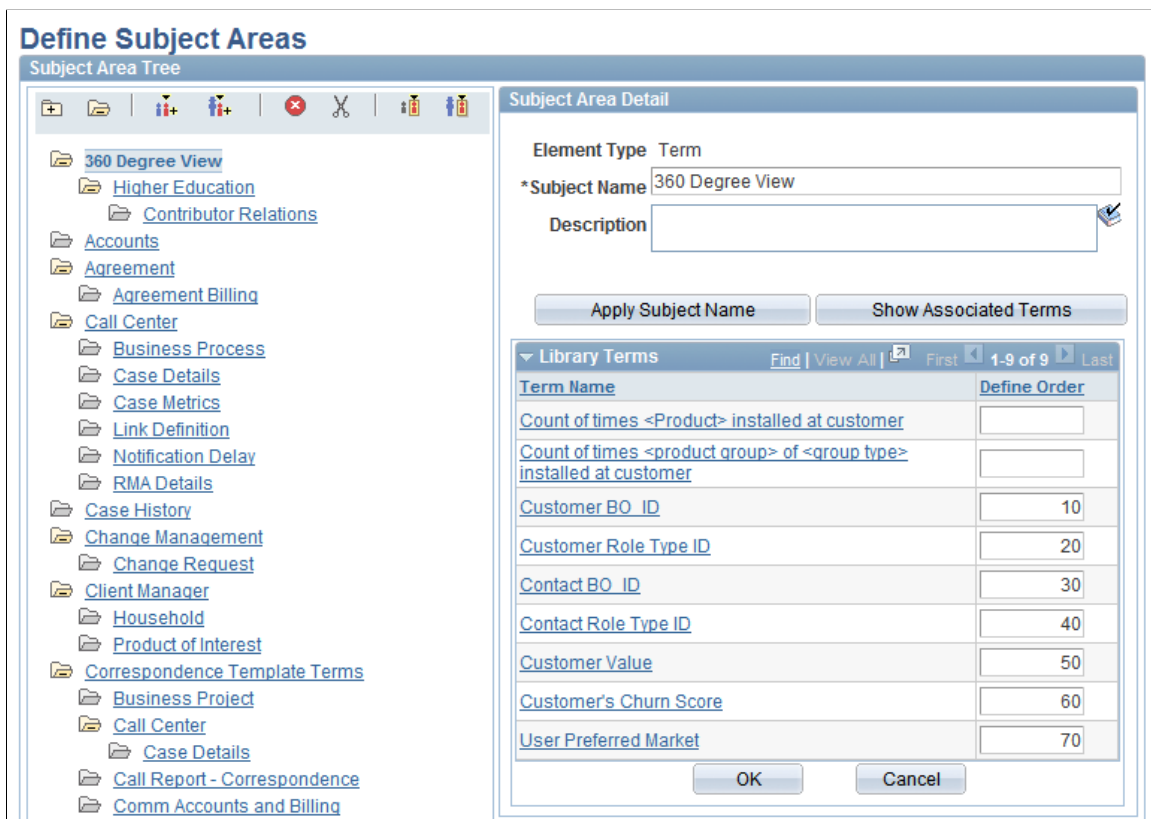 Define Subject Areas
Subject Area Tree
360 Degree View
Higher Education
Contributor Relations
Accounts
Agreement
Agreement Billing
Call Center
Business Process
Case Details
Case Metrics
Link Definition
Notification Delay
RMA Details
Case History
Change Management
Change Request
Client Manager
Household
Product of Interest
Correspondence Template Terms
Business Project
Call Center
Case Details
Call Report - Correspondence
Comm Accounts and Billing
Subject Area Detail
Element Type Term
*Subject Name 360 Degree View
Description
Apply Subject Name Show Associated Terms
Library Terms Find | View All | First 1-9 of 9 Last
Term Name Define Order
Count of times <Product> installed at customer
Count of times <product group> of <group type>
installed at customer
Customer BO_ID 10
Customer Role Type ID 20
Contact BO_ID 30
Contact Role Type ID 40
Customer Value 50
Customer's Churn Score 60
User Preferred Market 70
OK Cancel